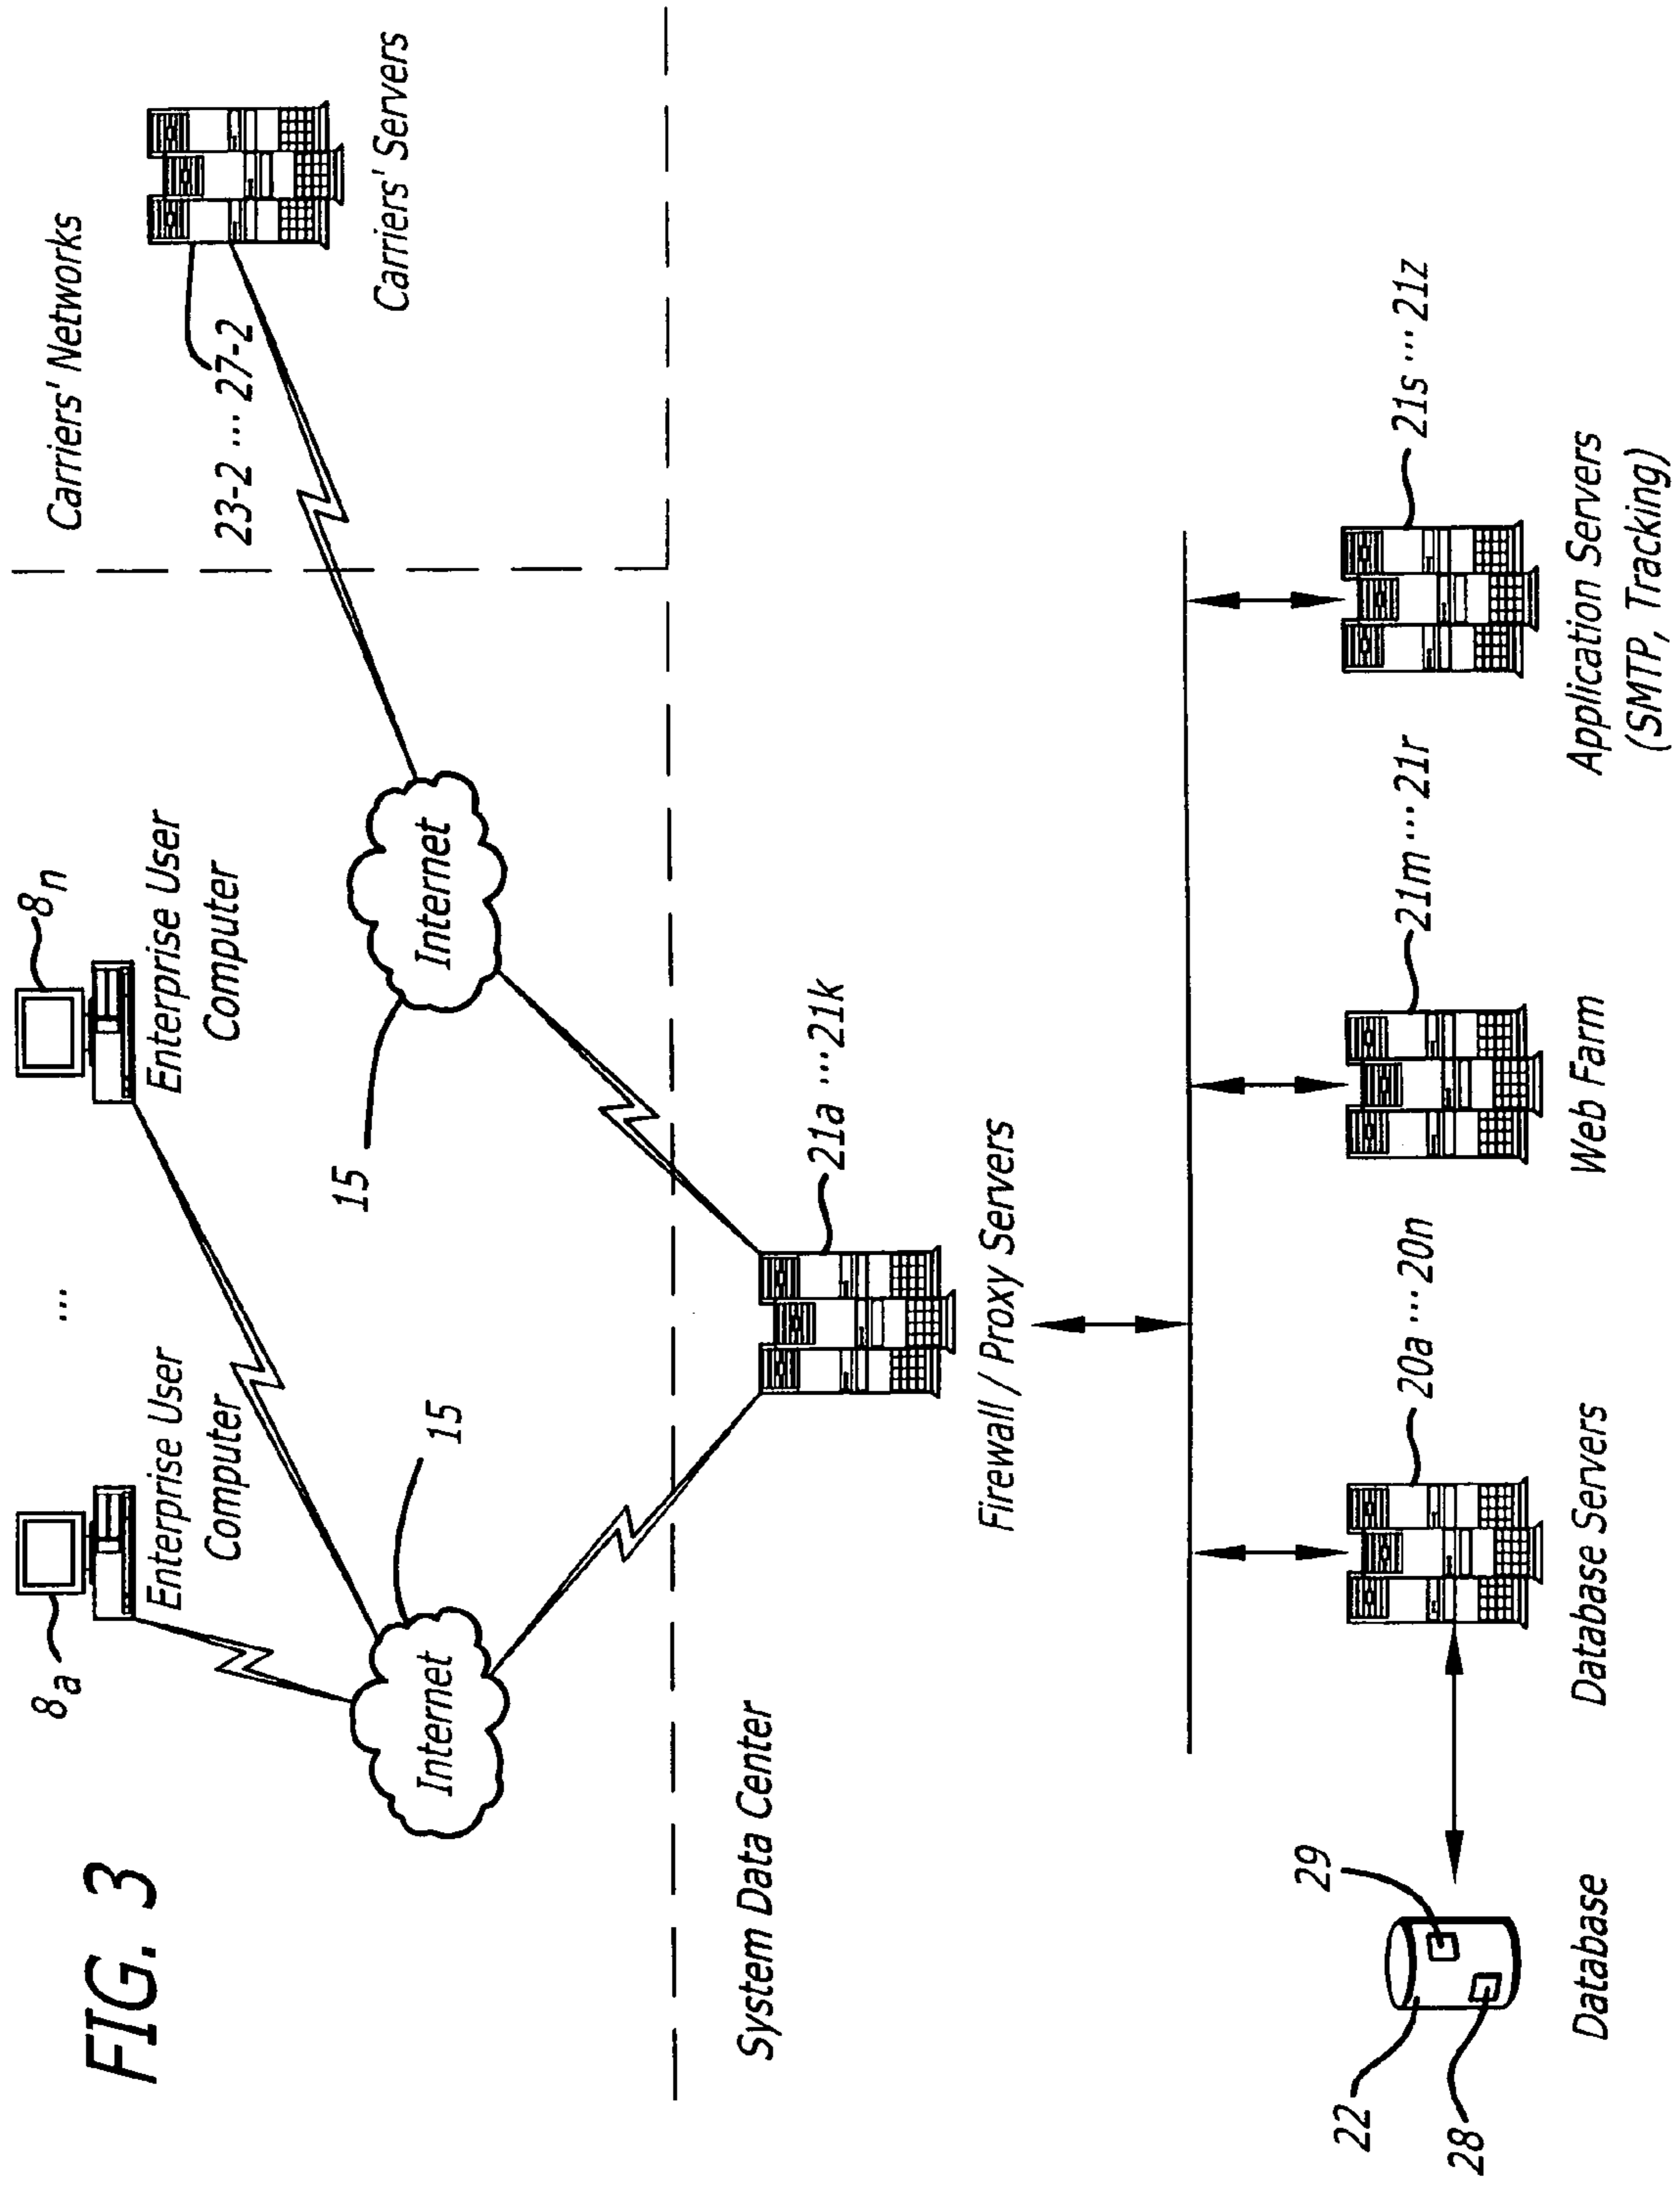 FIG. 3
8a
8n
...
Enterprise User
Computer
Enterprise User
Computer
Carriers' Networks
23-2 ... 27-2
Carriers' Servers
15
15
Internet
Internet
System Data Center
21a ... 21k
Firewall / Proxy Servers
22
28
29
20a ... 20n
21m ... 21r
21s ... 21z
Database
Database Servers
Web Farm
Application Servers
(SMTP, Tracking)